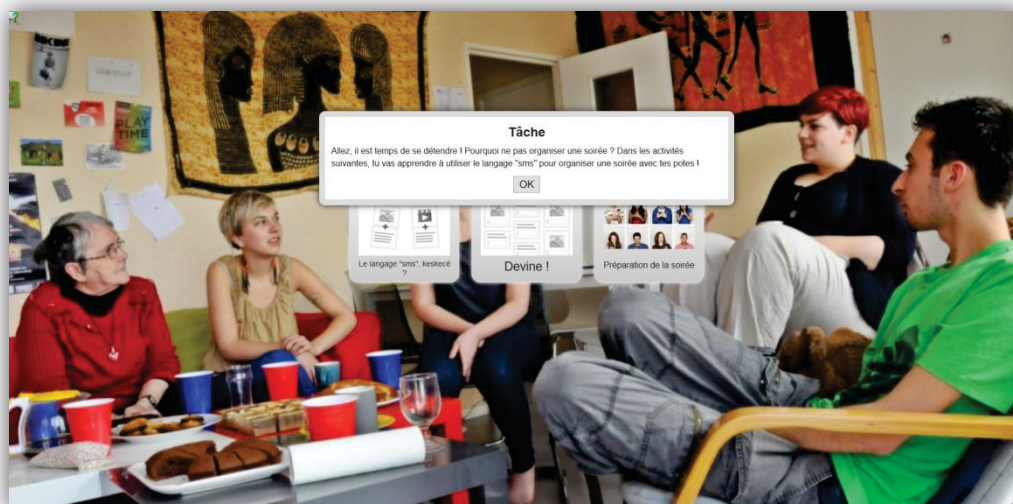 Tâche
Allez, il est temps de se détendre ! Pourquoi ne pas organiser une soirée ? Dans les activités
suivantes, tu vas apprendre à utiliser le langage "sms" pour organiser une soirée avec tes potes !
OK
Le langage "sms", keskecé
?
Devine !
Préparation de la soirée
PLAY
TIME